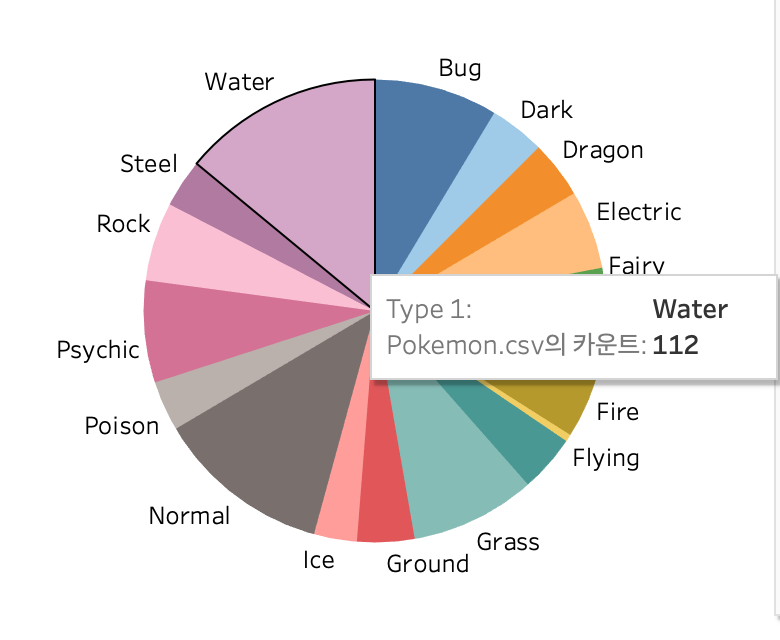 Bug
Water
Dark
Dragon
Steel
Electric
Rock
Fairy
Type 1: Water
Pokemon.csv의 카운트: 112
Psychic
Fire
Poison
Flying
Normal
Grass
Ice
Ground